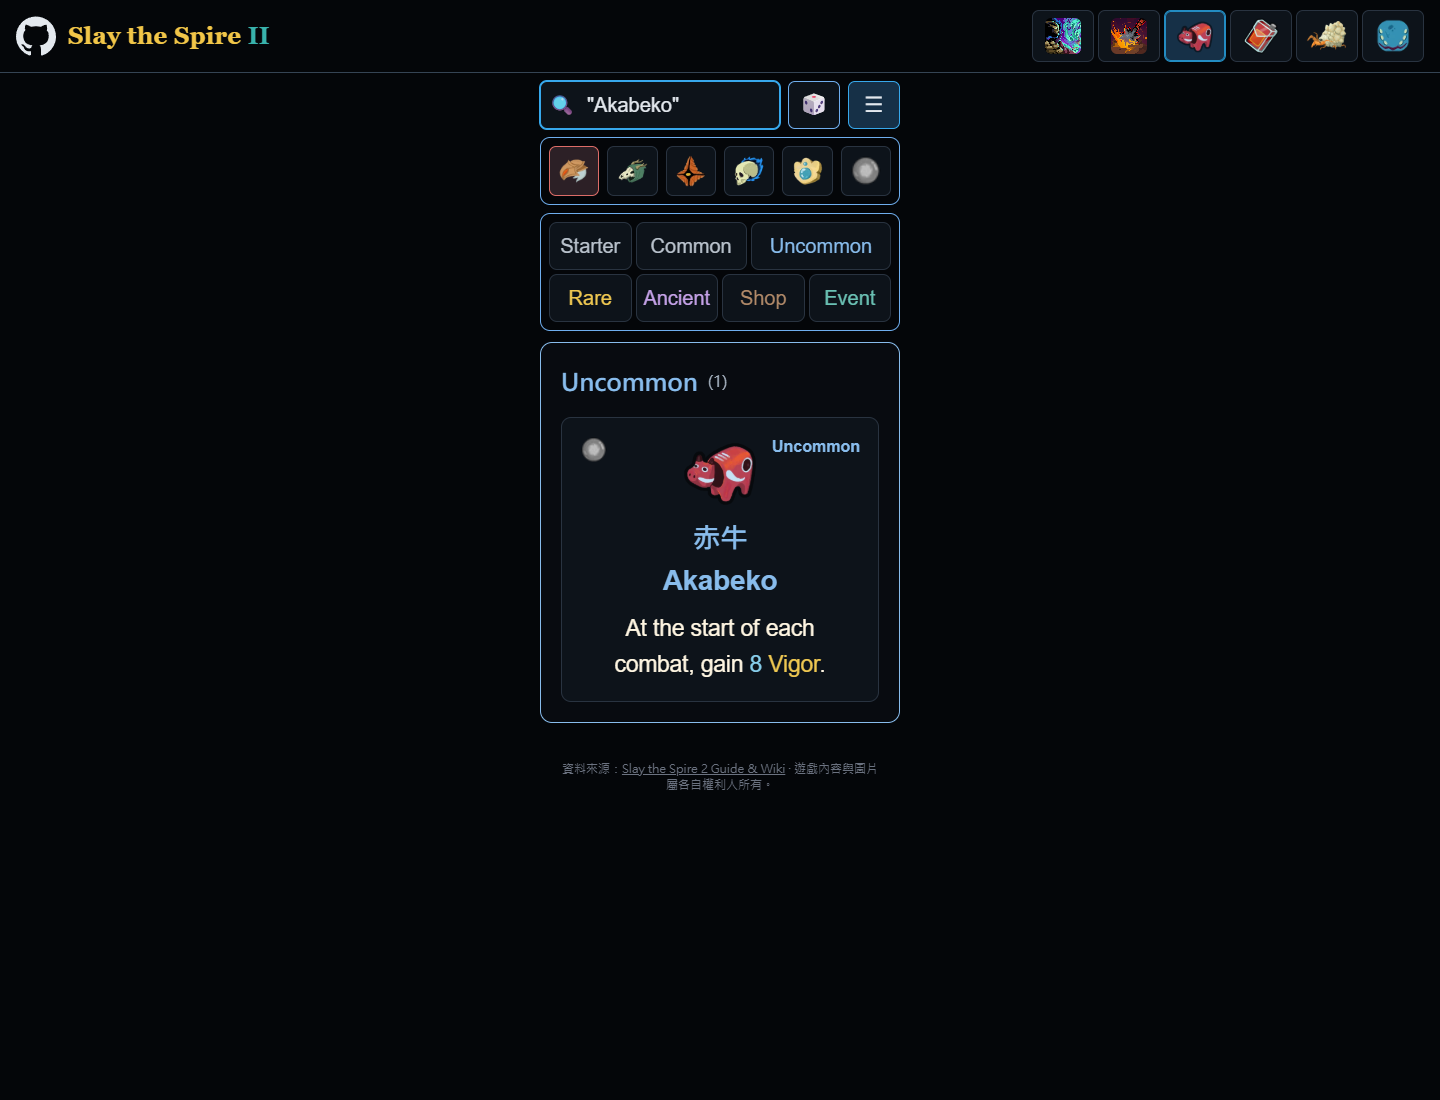 Slay the Spire II
"Akabeko"
Starter Common Uncommon
Rare Ancient Shop Event
Uncommon (1)
Uncommon
赤牛
Akabeko
At the start of each
combat, gain 8 Vigor.
資料來源：Slay the Spire 2 Guide & Wiki · 遊戲內容與圖片
屬各自權利人所有。